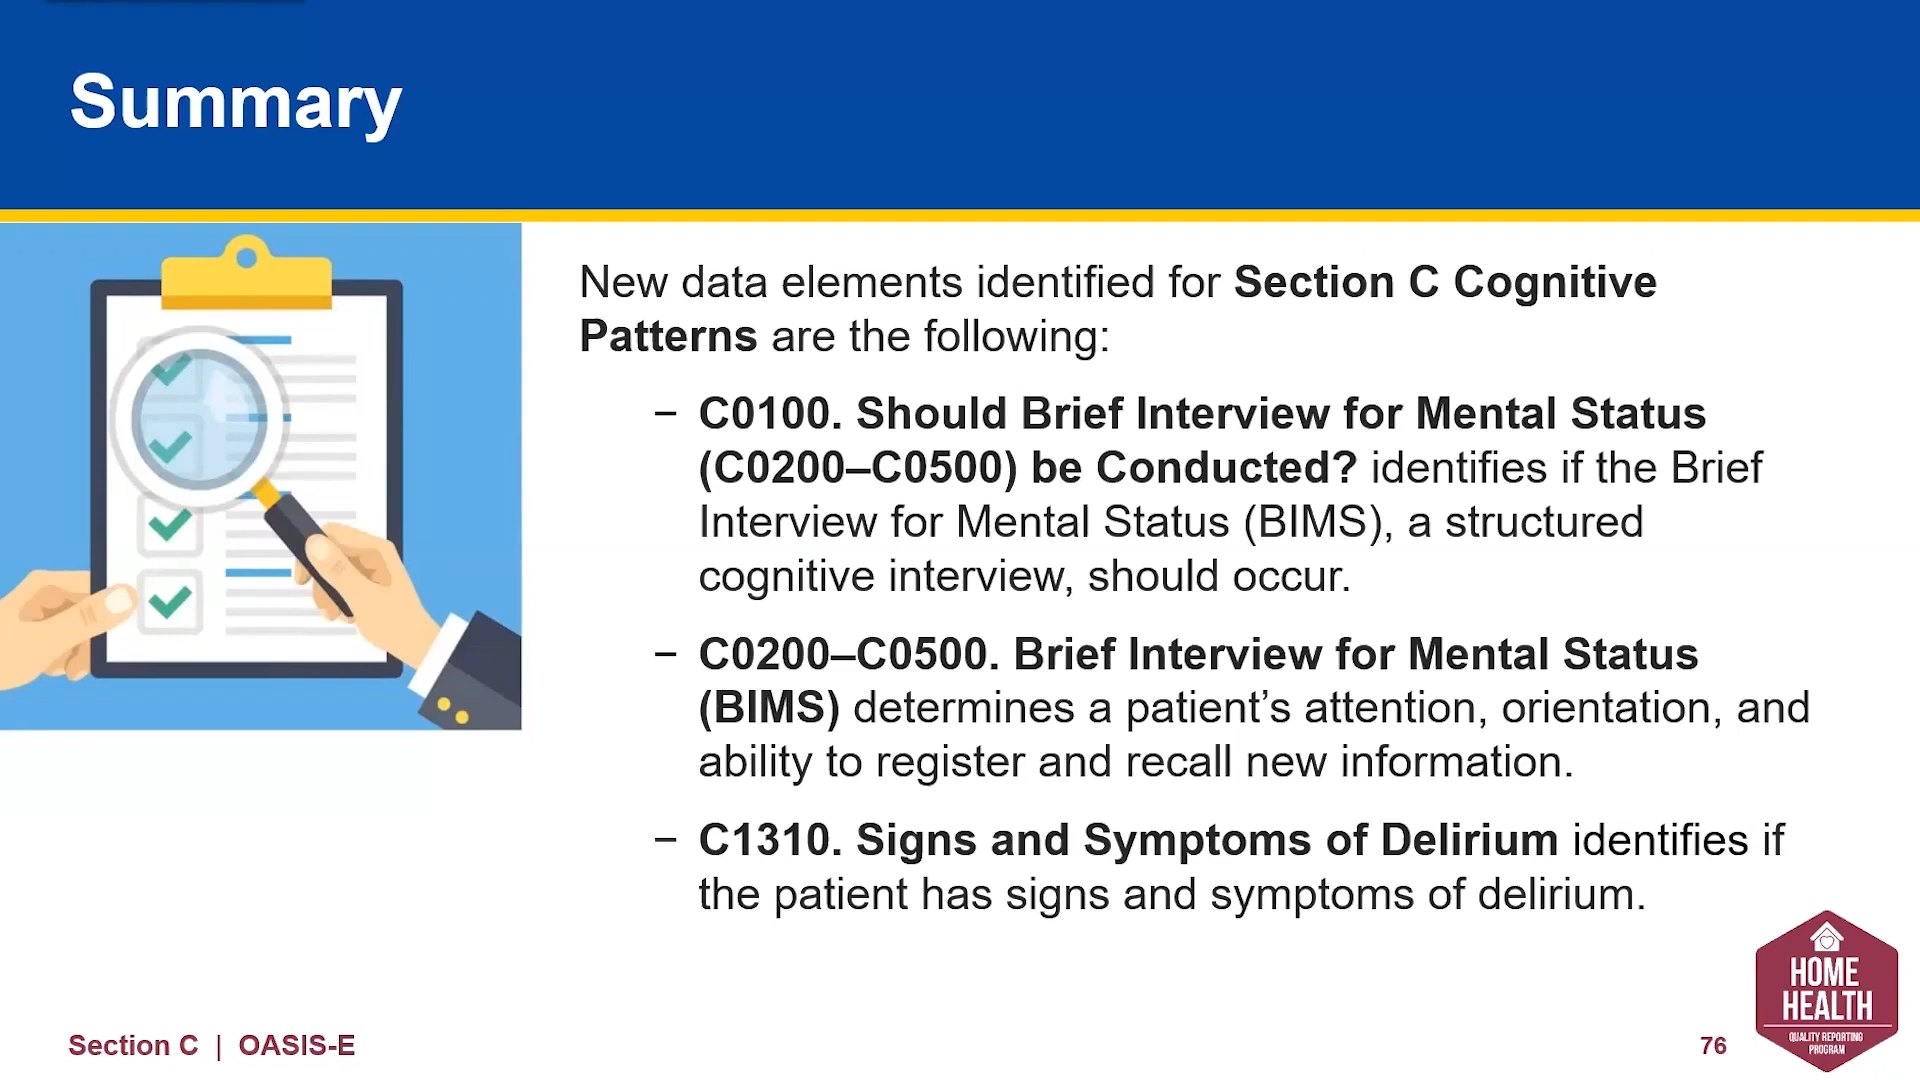 Summary
New data elements identified for Section C Cognitive
Patterns are the following:
– C0100. Should Brief Interview for Mental Status
(C0200–C0500) be Conducted? identifies if the Brief
Interview for Mental Status (BIMS), a structured
cognitive interview, should occur.
– C0200–C0500. Brief Interview for Mental Status
(BIMS) determines a patient’s attention, orientation, and
ability to register and recall new information.
– C1310. Signs and Symptoms of Delirium identifies if
the patient has signs and symptoms of delirium.
HOME
HEALTH
QUALITY REPORTING
PROGRAM
Section C | OASIS-E
76